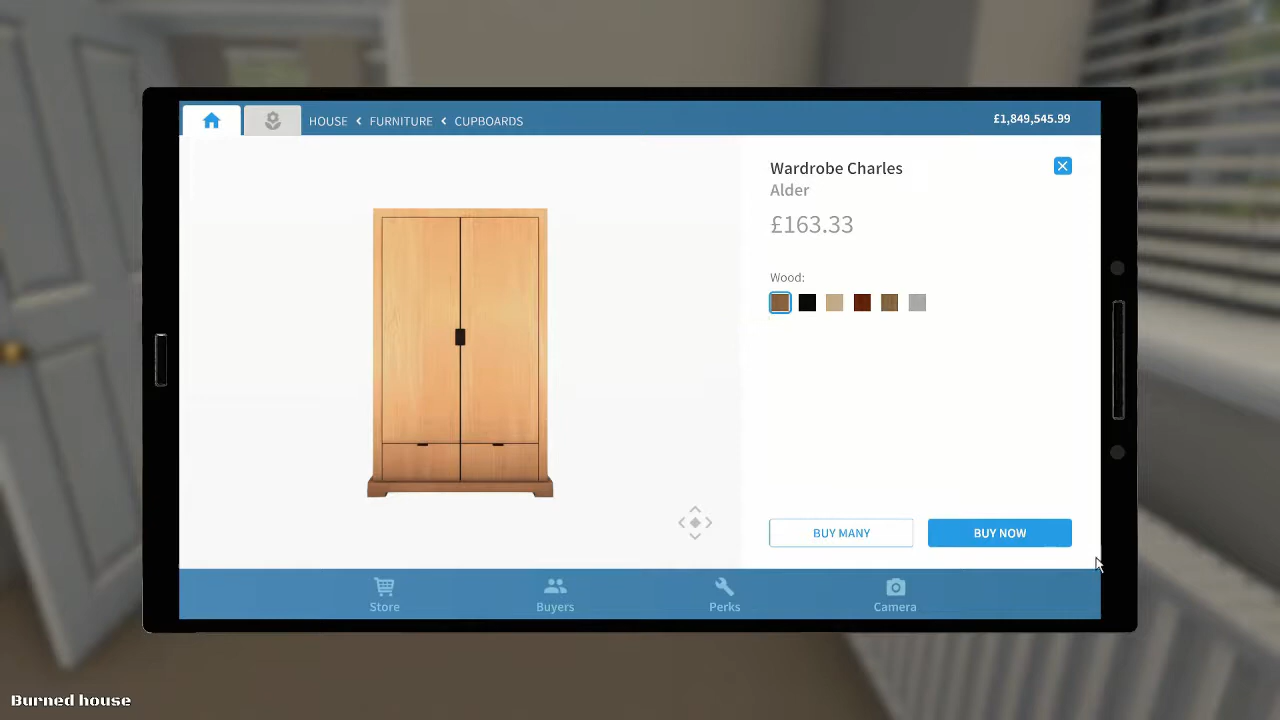 HOUSE < FURNITURE < CUPBOARDS
£1,849,545.99
Wardrobe Charles
Alder
£163.33
Wood:
BUY MANY
BUY NOW
Store
Buyers
Perks
Camera
Burned house